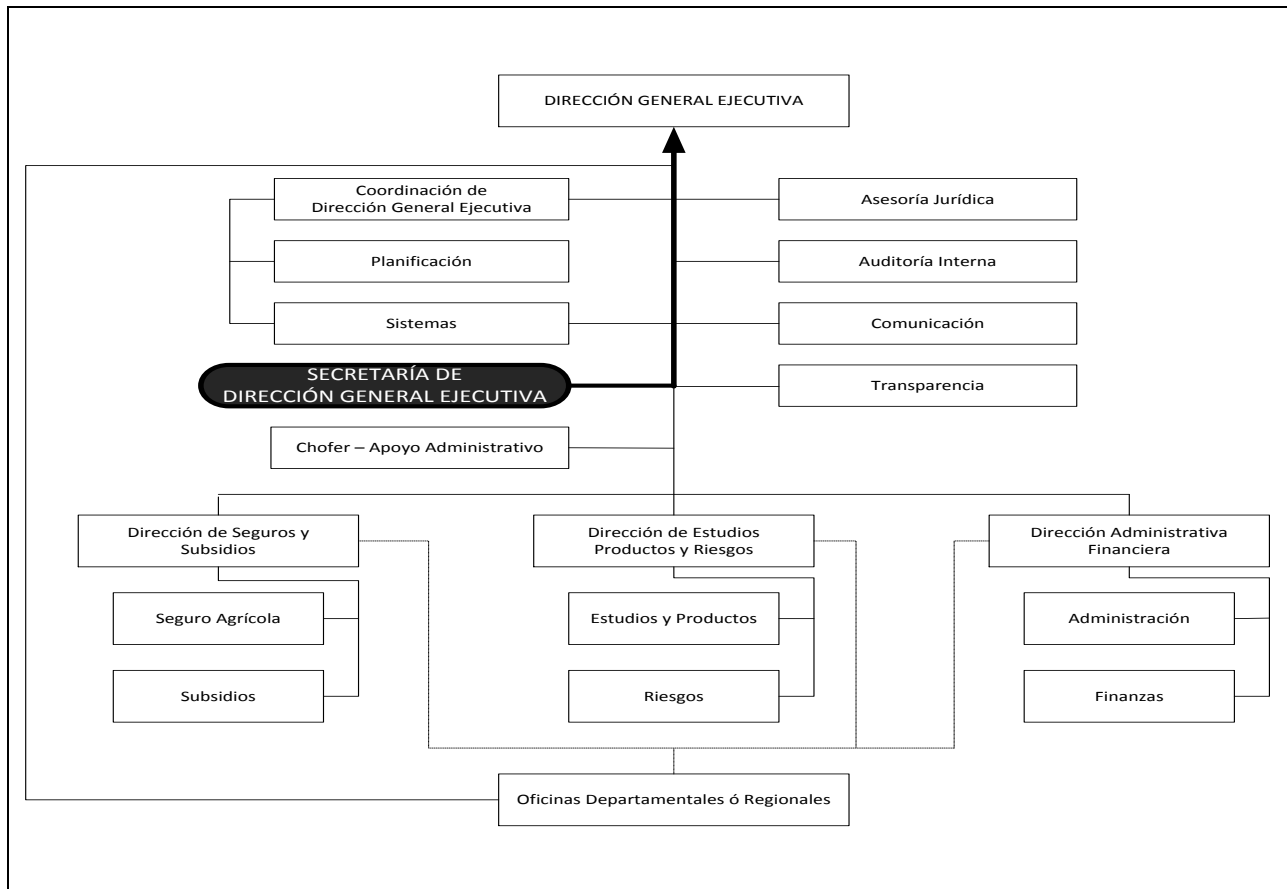 DIRECCIÓN GENERAL EJECUTIVA
Coordinación de
Dirección General Ejecutiva
Asesoría Jurídica
Planificación
Auditoría Interna
Sistemas
Comunicación
SECRETARÍA DE
DIRECCIÓN GENERAL EJECUTIVA
Transparencia
Chofer – Apoyo Administrativo
Dirección de Seguros y
Subsidios
Dirección de Estudios
Productos y Riesgos
Dirección Administrativa
Financiera
Seguro Agrícola
Estudios y Productos
Administración
Subsidios
Riesgos
Finanzas
Oficinas Departamentales ó Regionales